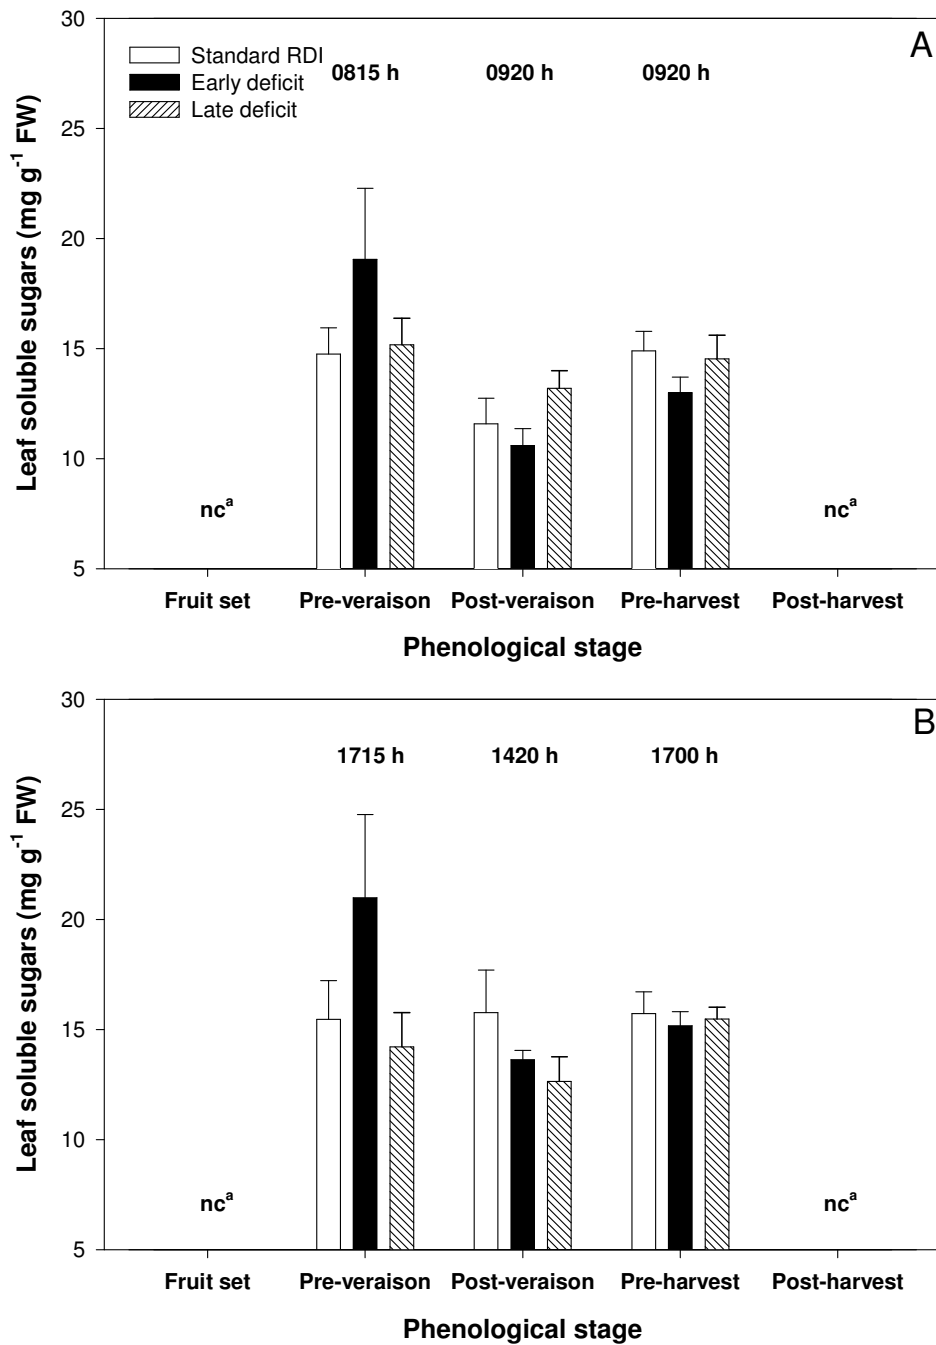 A
Standard RDI
Early deficit
Late deficit
0815 h 0920 h 0920 h
30
25
20
15
10
5
Leaf soluble sugars (mg g⁻¹ FW)
ncᵃ ncᵃ
Fruit set Pre-veraison Post-veraison Pre-harvest Post-harvest
Phenological stage
B
1715 h 1420 h 1700 h
30
25
20
15
10
5
Leaf soluble sugars (mg g⁻¹ FW)
ncᵃ ncᵃ
Fruit set Pre-veraison Post-veraison Pre-harvest Post-harvest
Phenological stage